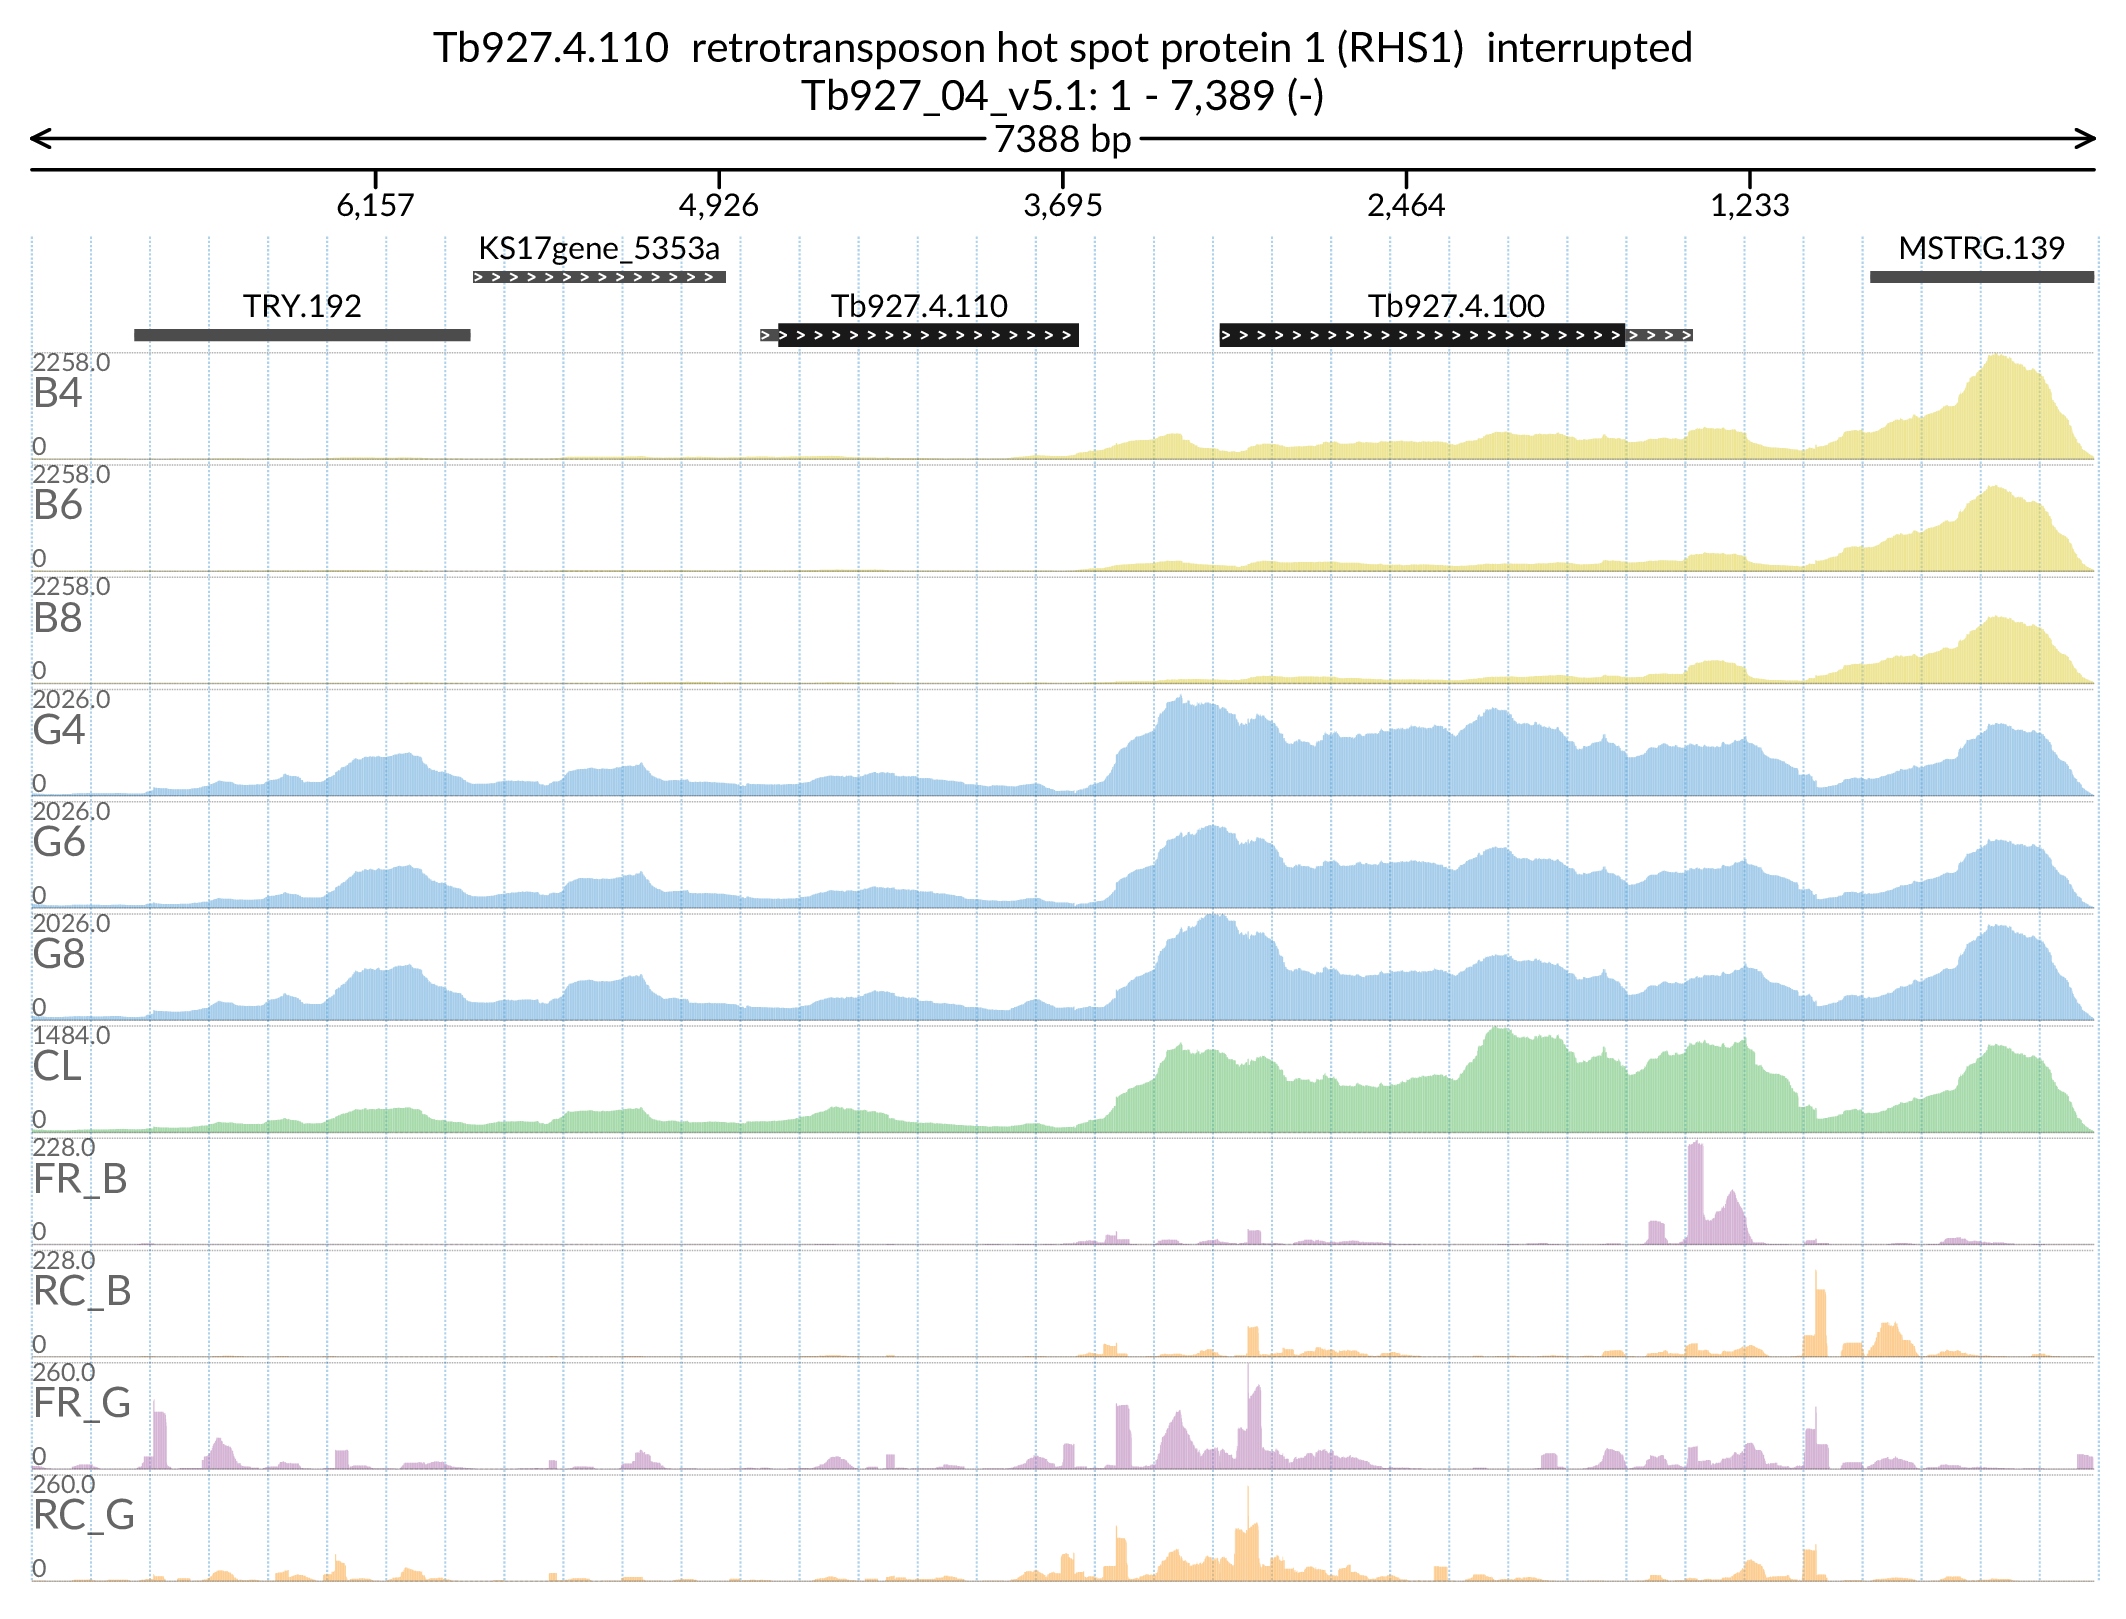 Tb927.4.110  retrotransposon hot spot protein 1 (RHS1)  interrupted
Tb927_04_v5.1: 1 - 7,389 (-)
7388 bp
6,157 4,926 3,695 2,464 1,233
KS17gene_5353a MSTRG.139
TRY.192 Tb927.4.110 Tb927.4.100
2258.0
B4
0
2258.0
B6
0
2258.0
B8
0
2026.0
G4
0
2026.0
G6
0
2026.0
G8
0
1484.0
CL
0
228.0
FR_B
0
228.0
RC_B
0
260.0
FR_G
0
260.0
RC_G
0